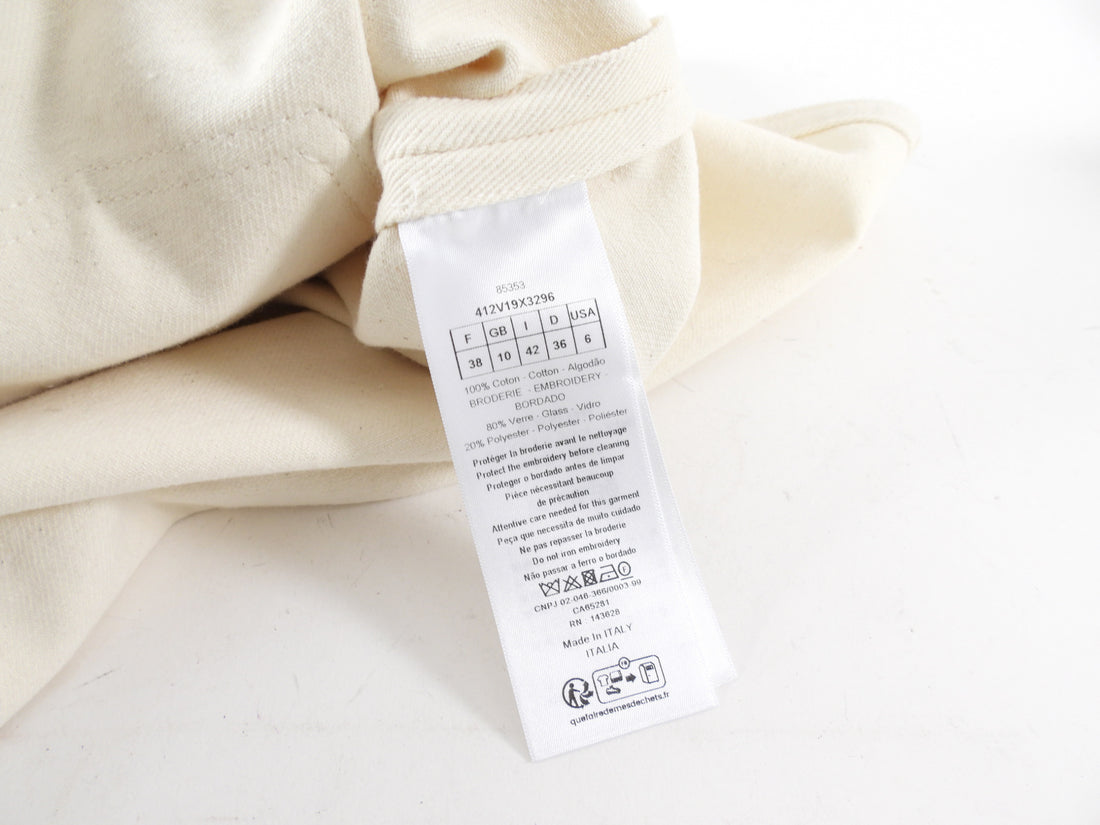 85353
412V19X3296
F GB I D USA
38 10 42 36 6
100% Coton - Cotton - Algodão
BRODERIE - EMBROIDERY -
BORDADO
80% Verre - Glass - Vidro
20% Polyester - Polyester - Poliéster
Protéger la broderie avant le nettoyage
Protect the embroidery before cleaning
Proteger o bordado antes de limpar
Pièce nécessitant beaucoup
de précaution
Attentive care needed for this garment
Peça que necessita de muito cuidado
Ne pas repasser la broderie
Do not iron embroidery
Não passar a ferro o bordado
CNPJ 02-046-366/0003-99
CA65281
RN : 143628
Made In ITALY
ITALIA
quefairedemesdechets.fr